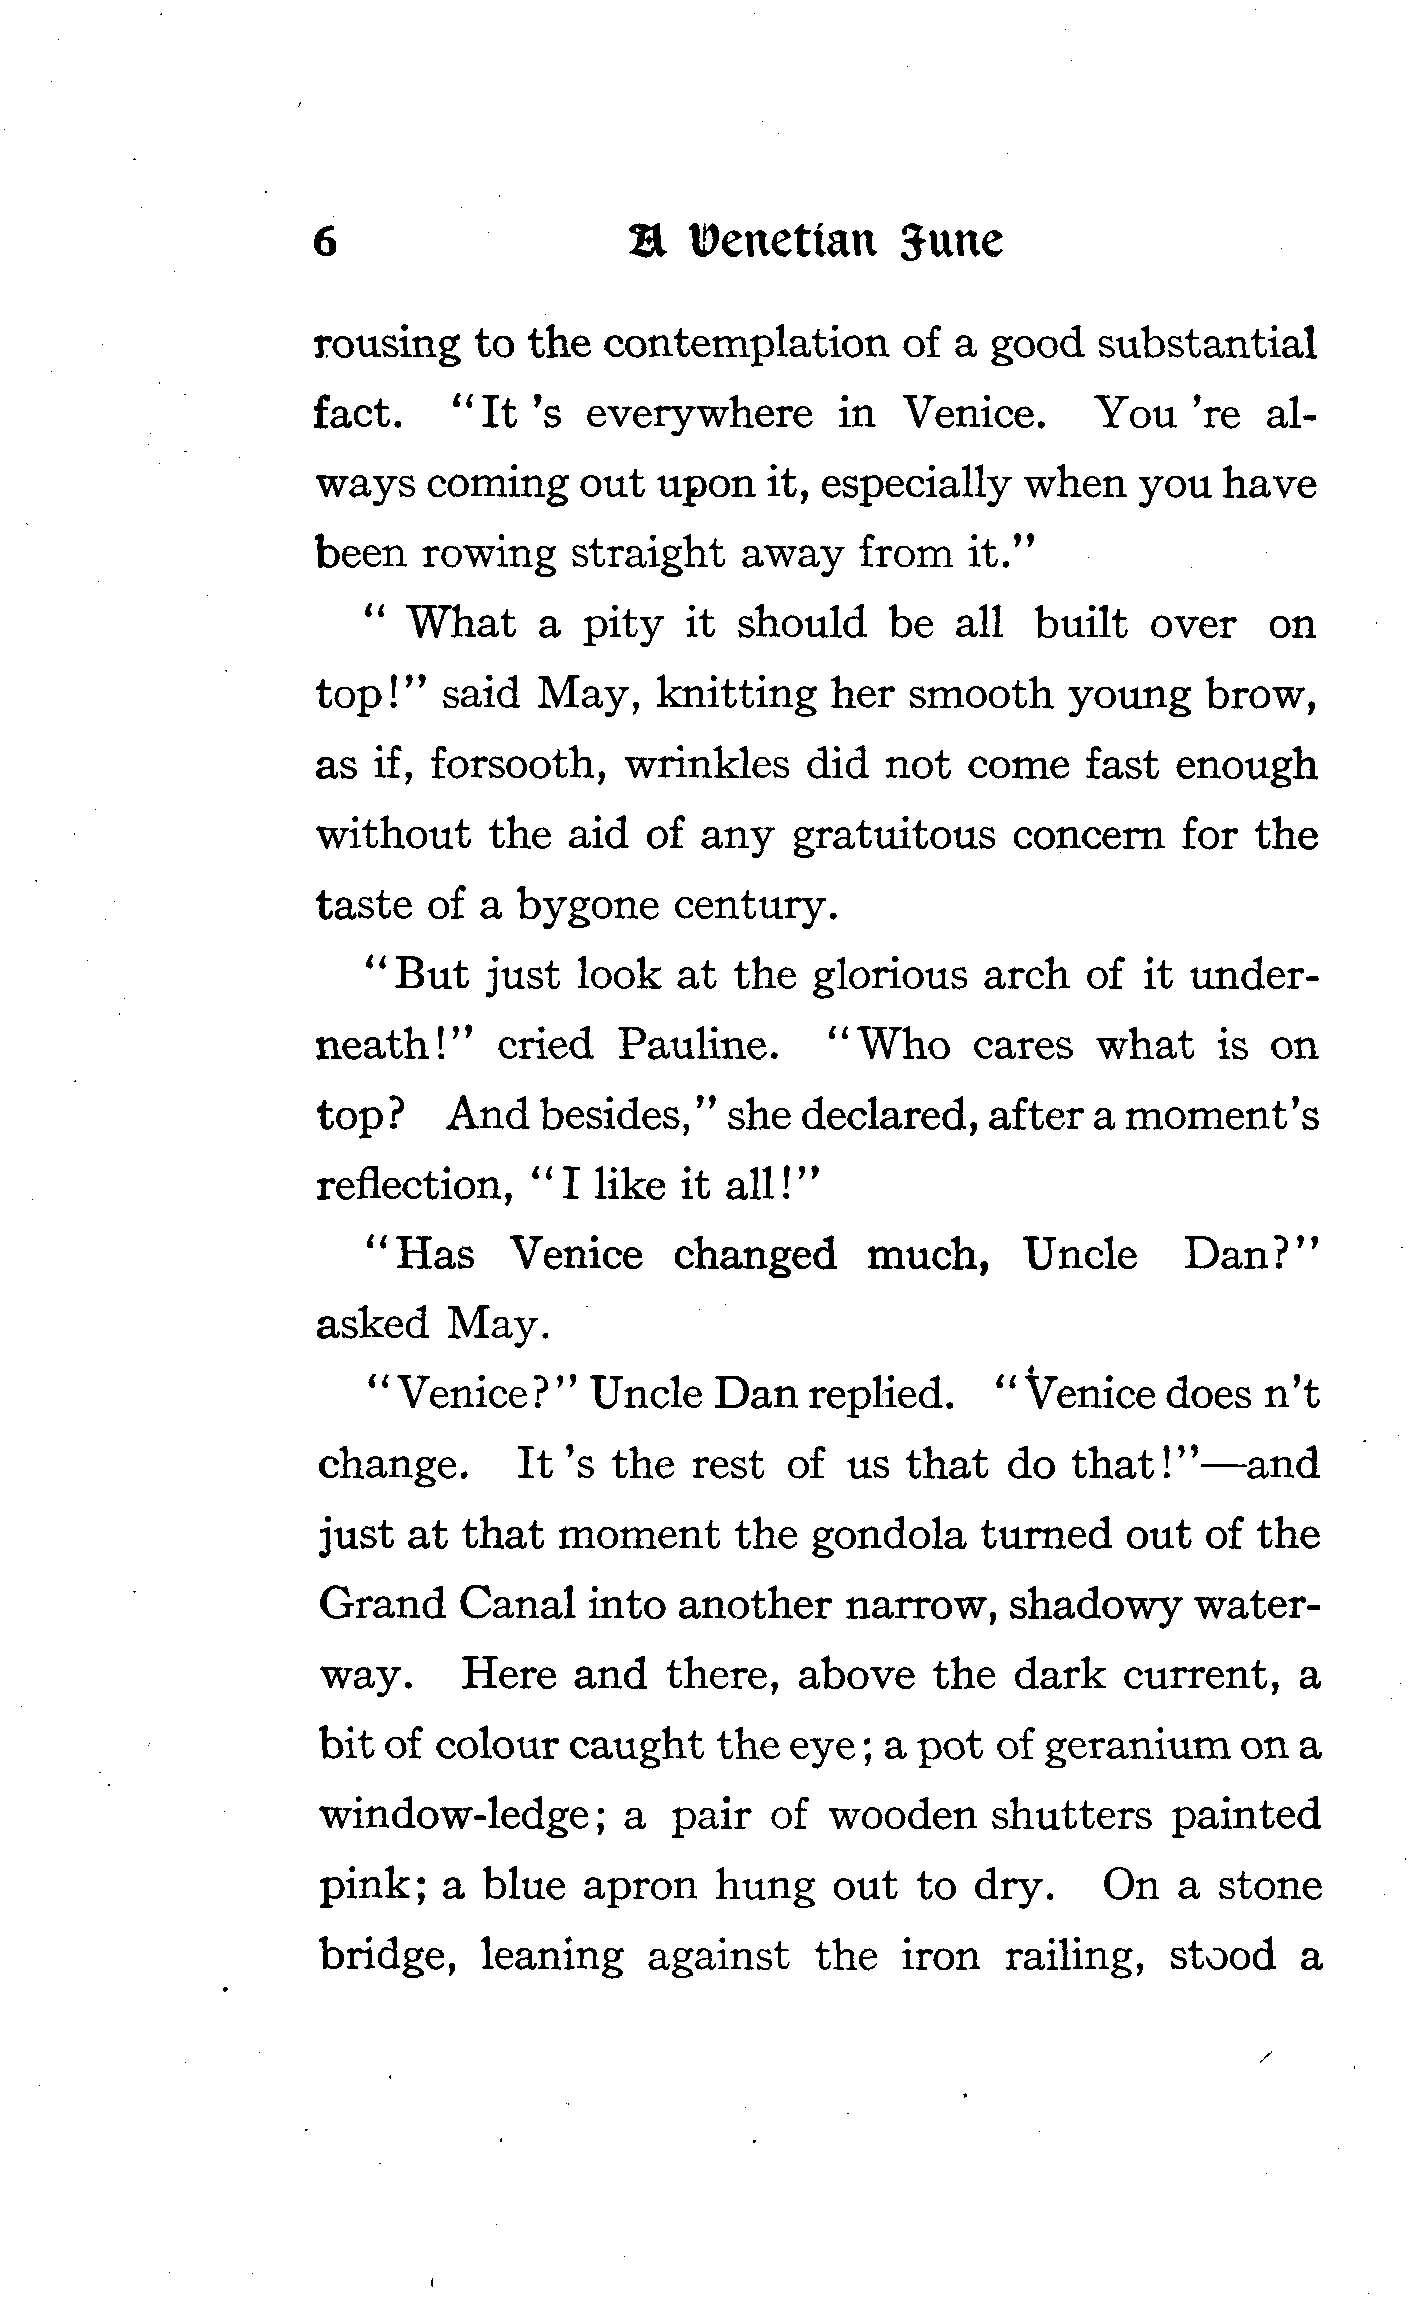 6 A Venetian June
rousing to the contemplation of a good substantial
fact. "It 's everywhere in Venice. You 're al-
ways coming out upon it, especially when you have
been rowing straight away from it."
" What a pity it should be all built over on
top!" said May, knitting her smooth young brow,
as if, forsooth, wrinkles did not come fast enough
without the aid of any gratuitous concern for the
taste of a bygone century.
"But just look at the glorious arch of it under-
neath!" cried Pauline. "Who cares what is on
top? And besides," she declared, after a moment's
reflection, "I like it all!"
"Has Venice changed much, Uncle Dan?"
asked May.
"Venice?" Uncle Dan replied. "Venice does n't
change. It 's the rest of us that do that!"—and
just at that moment the gondola turned out of the
Grand Canal into another narrow, shadowy water-
way. Here and there, above the dark current, a
bit of colour caught the eye; a pot of geranium on a
window-ledge; a pair of wooden shutters painted
pink; a blue apron hung out to dry. On a stone
bridge, leaning against the iron railing, stood a